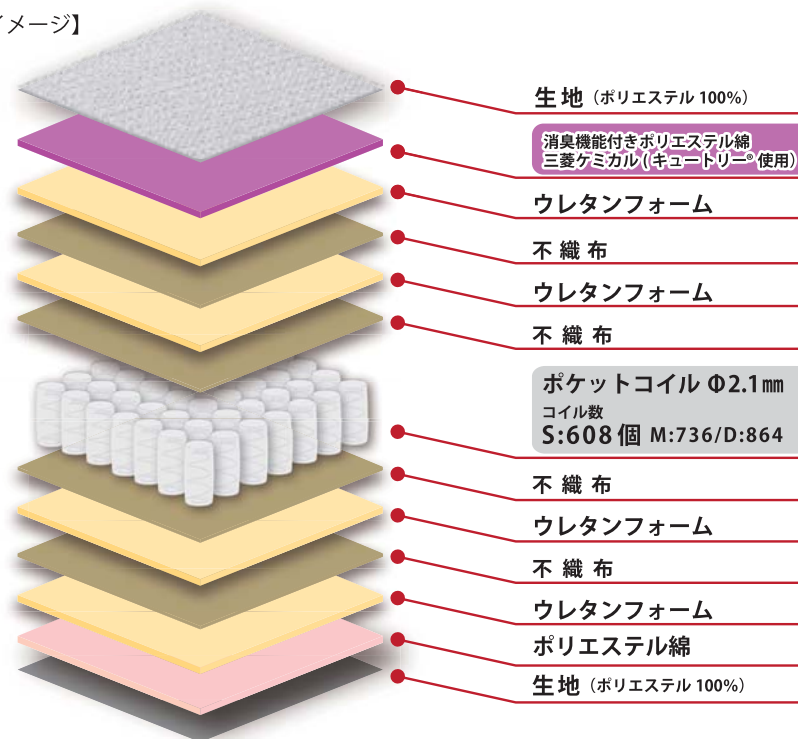 イメージ】
生地（ポリエステル 100%）
消臭機能付きポリエステル綿
三菱ケミカル(キュートリー®使用)
ウレタンフォーム
不織布
ウレタンフォーム
不織布
ポケットコイル Φ2.1㎜
コイル数
S:608個 M:736/D:864
不織布
ウレタンフォーム
不織布
ウレタンフォーム
ポリエステル綿
生地（ポリエステル 100%）